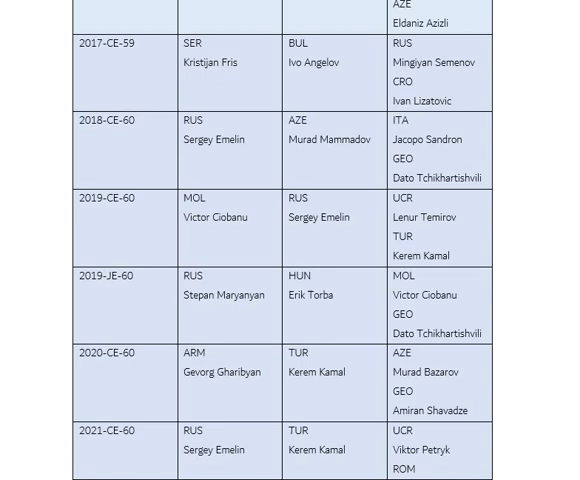 AZE
Eldaniz Azizli
2017-CE-59 SER BUL RUS
Kristijan Fris Ivo Angelov Mingiyan Semenov
CRO
Ivan Lizatovic
2018-CE-60 RUS AZE ITA
Sergey Emelin Murad Mammadov Jacopo Sandron
GEO
Dato Tchikhartishvili
2019-CE-60 MOL RUS UCR
Victor Ciobanu Sergey Emelin Lenur Temirov
TUR
Kerem Kamal
2019-JE-60 RUS HUN MOL
Stepan Maryanyan Erik Torba Victor Ciobanu
GEO
Dato Tchikhartishvili
2020-CE-60 ARM TUR AZE
Gevorg Gharibyan Kerem Kamal Murad Bazarov
GEO
Amiran Shavadze
2021-CE-60 RUS TUR UCR
Sergey Emelin Kerem Kamal Viktor Petryk
ROM